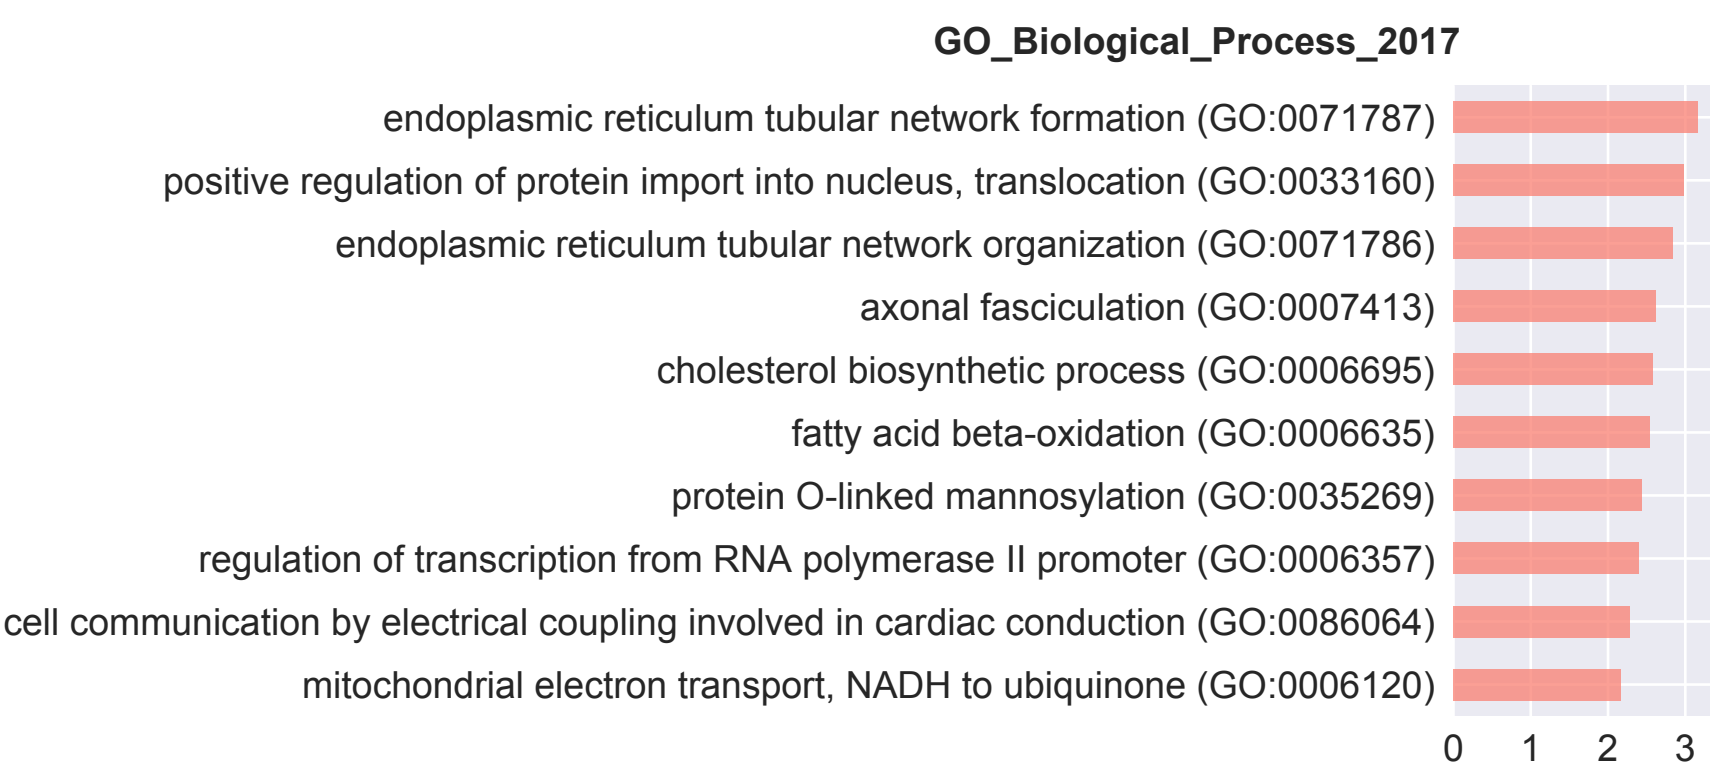 GO_Biological_Process_2017
endoplasmic reticulum tubular network formation (GO:0071787)
positive regulation of protein import into nucleus, translocation (GO:0033160)
endoplasmic reticulum tubular network organization (GO:0071786)
axonal fasciculation (GO:0007413)
cholesterol biosynthetic process (GO:0006695)
fatty acid beta-oxidation (GO:0006635)
protein O-linked mannosylation (GO:0035269)
regulation of transcription from RNA polymerase II promoter (GO:0006357)
cell communication by electrical coupling involved in cardiac conduction (GO:0086064)
mitochondrial electron transport, NADH to ubiquinone (GO:0006120)
0 1 2 3